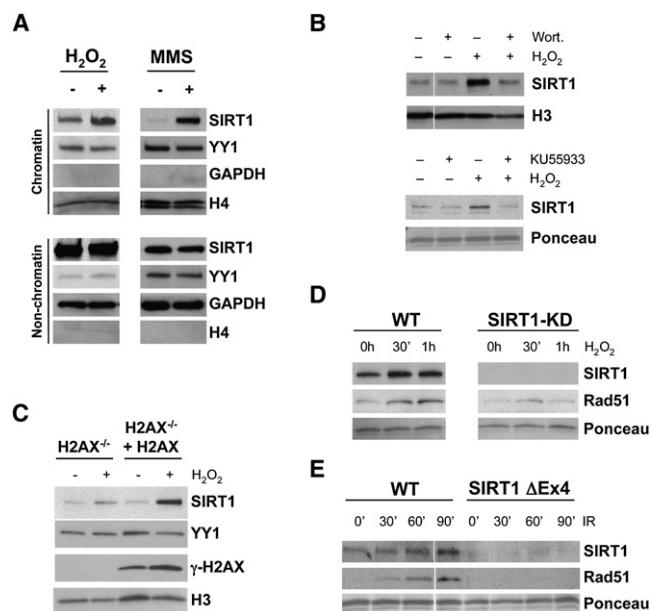 A
H₂O₂ MMS
- + - +
Chromatin
SIRT1
YY1
GAPDH
H4
Non-chromatin
SIRT1
YY1
GAPDH
H4
B
– + – + Wort.
– – + + H₂O₂
SIRT1
H3
– + – + KU55933
– – + + H₂O₂
SIRT1
Ponceau
C
H2AX⁻/⁻ H2AX⁻/⁻
+ H2AX
- + - + H₂O₂
SIRT1
YY1
γ-H2AX
H3
D
WT SIRT1-KD
0h 30' 1h 0h 30' 1h H₂O₂
SIRT1
Rad51
Ponceau
E
WT SIRT1 ΔEx4
0' 30' 60' 90' 0' 30' 60' 90' IR
SIRT1
Rad51
Ponceau